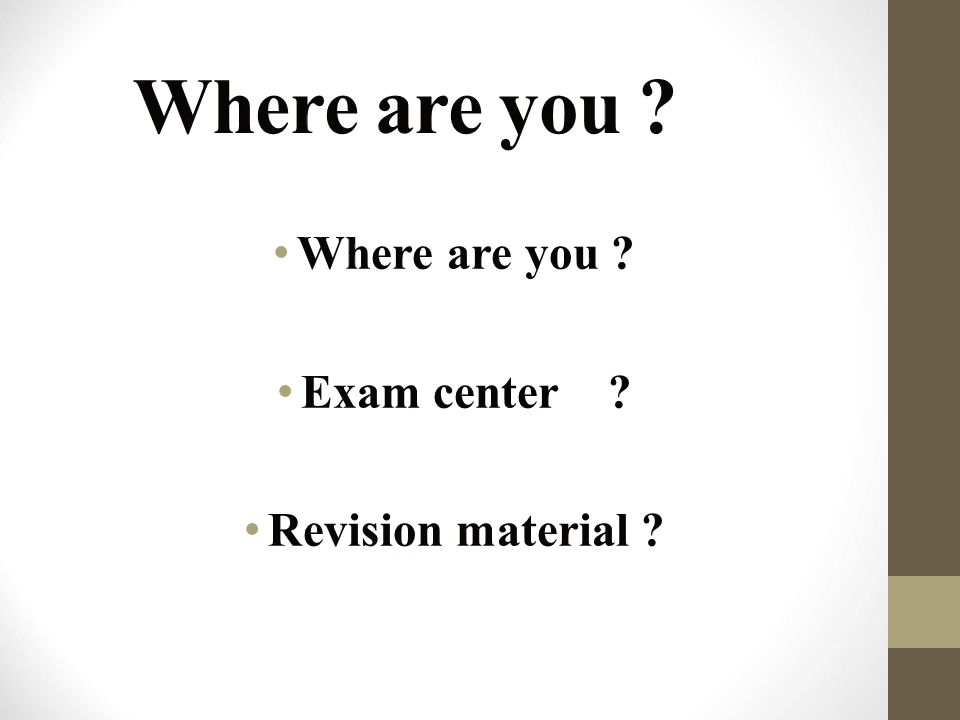 Where are you ?
• Where are you ?
• Exam center ?
• Revision material ?